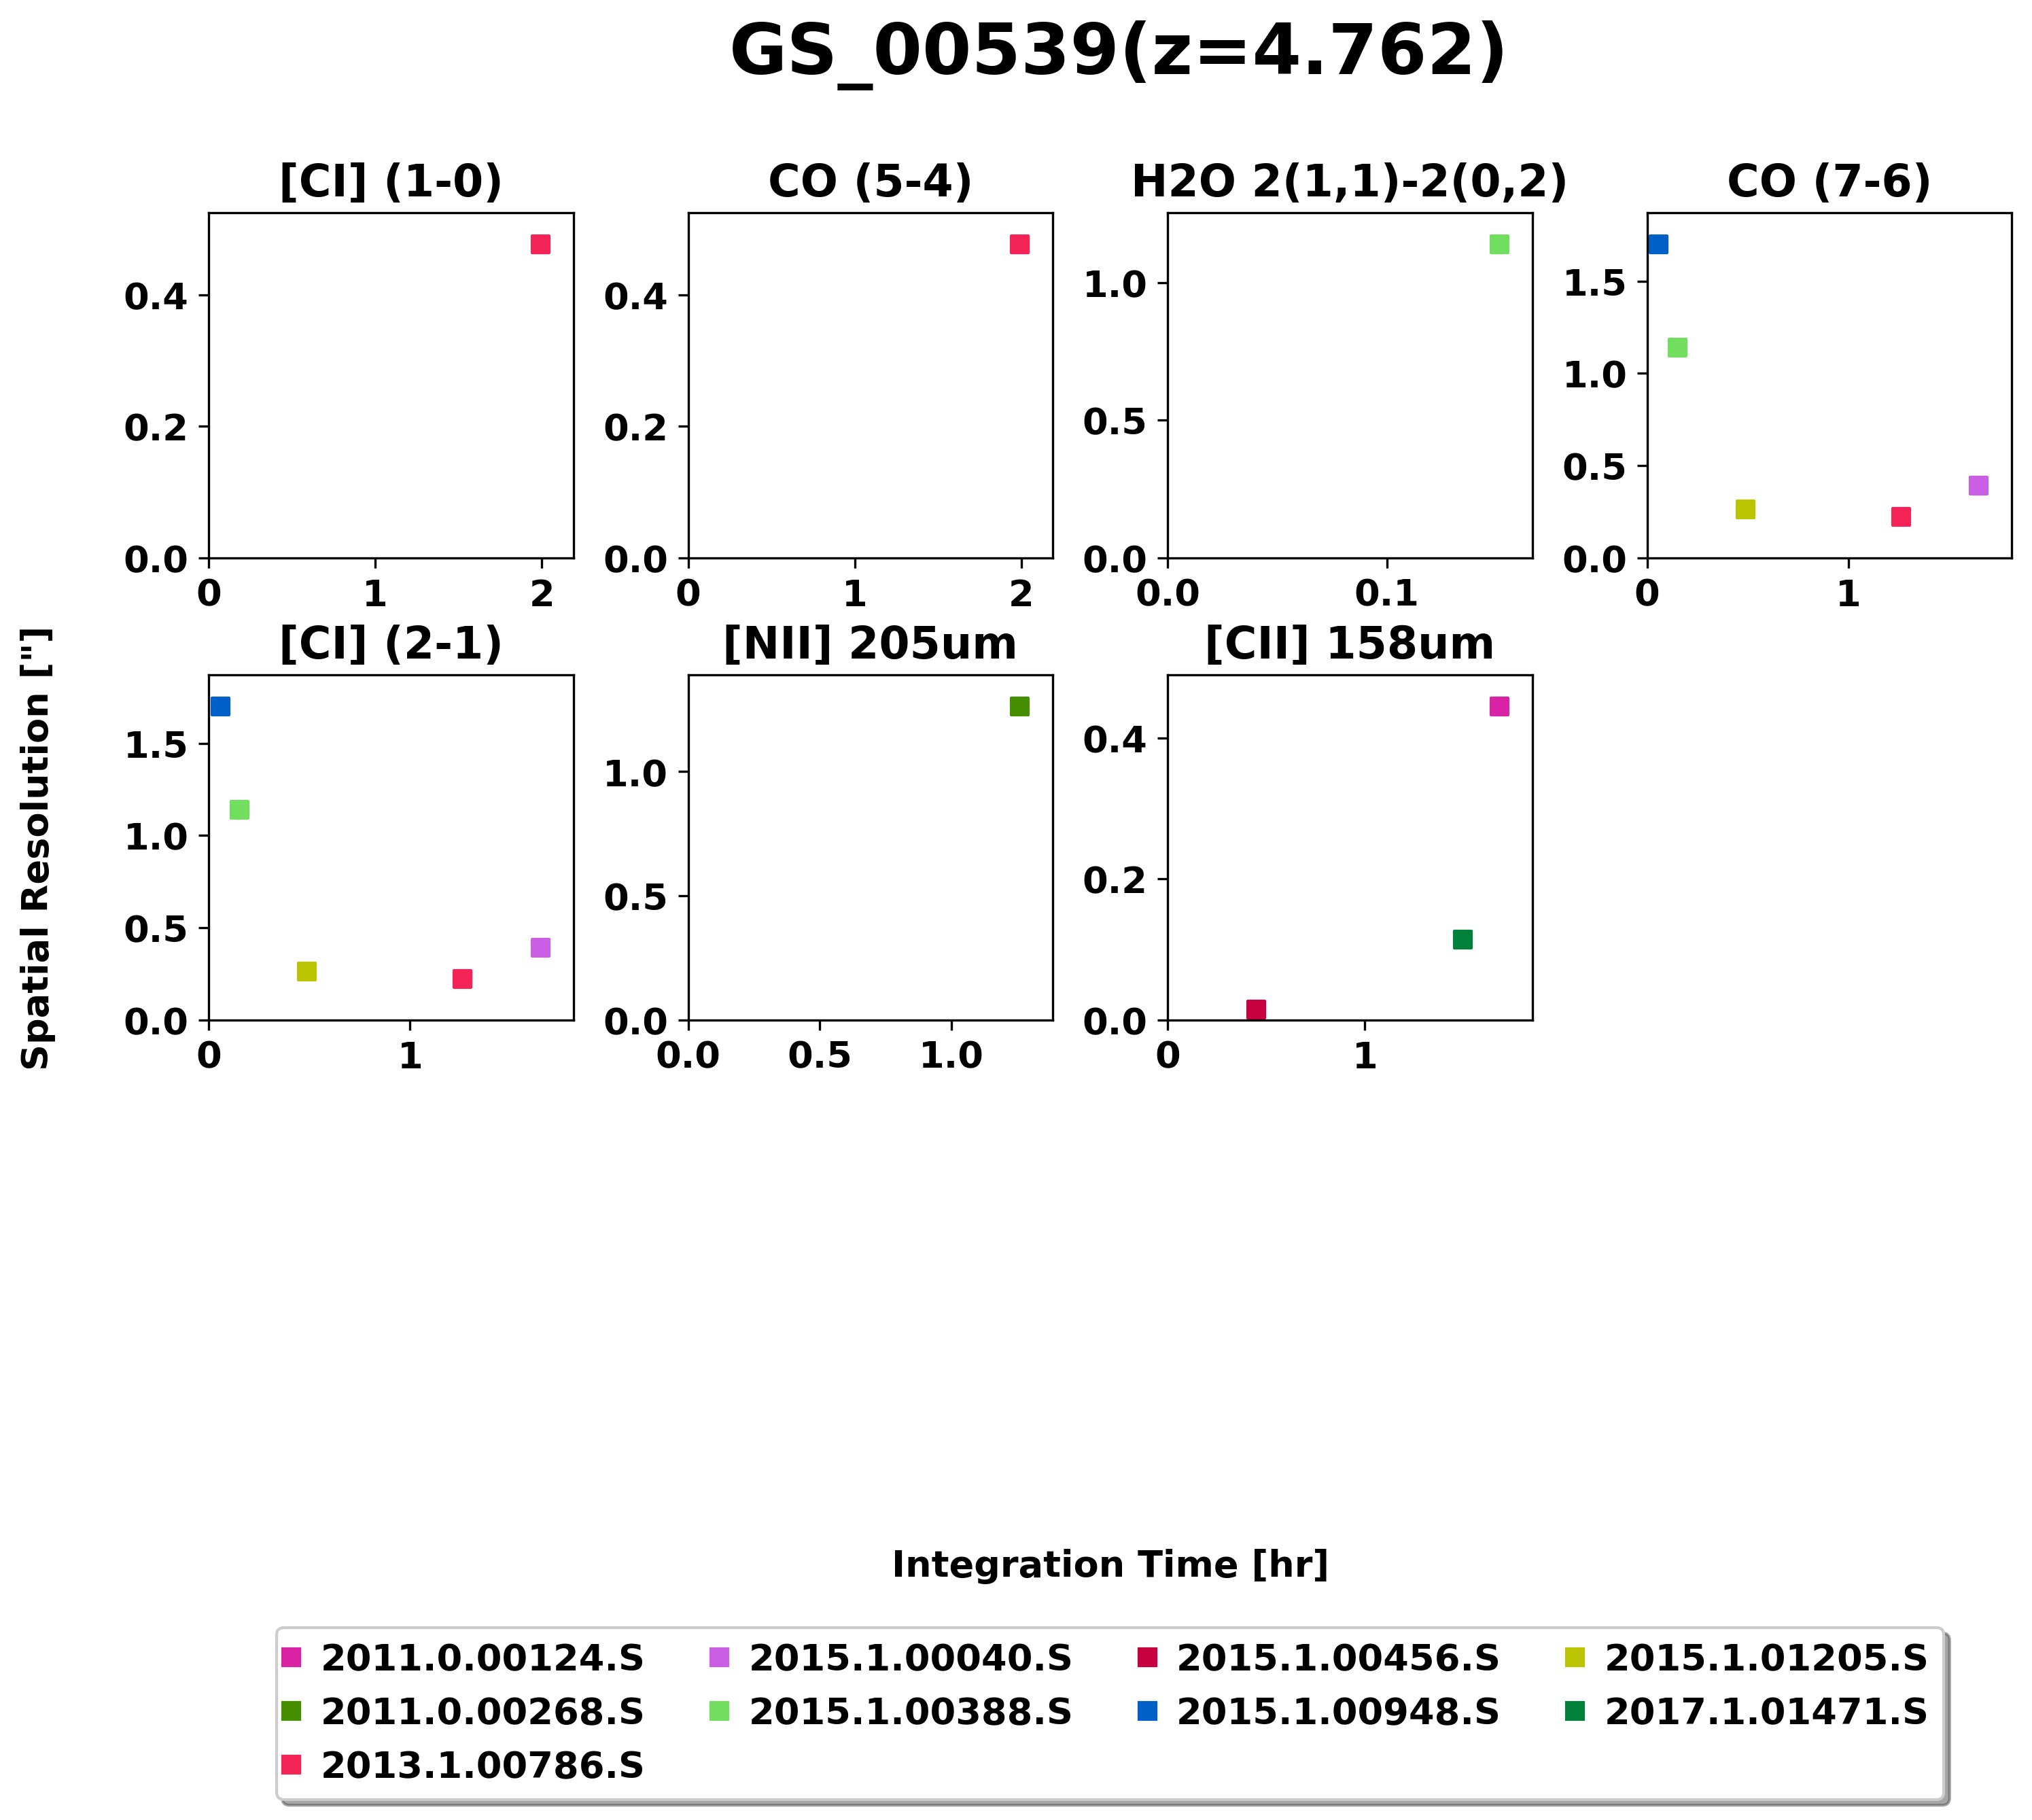 GS_00539(z=4.762)
[CI] (1-0)
CO (5-4)
H2O 2(1,1)-2(0,2)
CO (7-6)
0.4
0.2
0.0
0 1 2
0.4
0.2
0.0
0 1 2
1.0
0.5
0.0
0.0 0.1
1.5
1.0
0.5
0.0
0 1
Spatial Resolution ["]
[CI] (2-1)
[NII] 205um
[CII] 158um
1.5
1.0
0.5
0.0
0 1
1.0
0.5
0.0
0.0 0.5 1.0
0.4
0.2
0.0
0 1
Integration Time [hr]
2011.0.00124.S
2011.0.00268.S
2013.1.00786.S
2015.1.00040.S
2015.1.00388.S
2015.1.00456.S
2015.1.00948.S
2015.1.01205.S
2017.1.01471.S